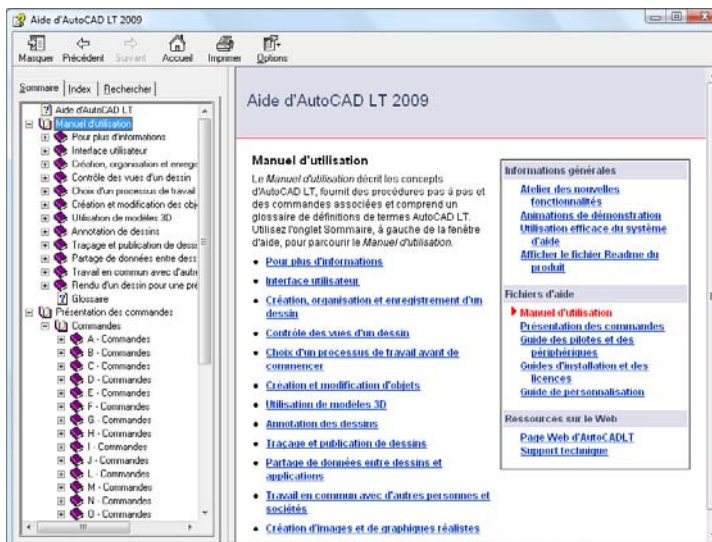 Aide d'AutoCAD LT 2009
Masquer Précédent Suivant Accueil Imprimer Options
Sommaire Index Rechercher
Aide d'AutoCAD LT
Manuel d'utilisation
Pour plus d'informations
Interface utilisateur
Création, organisation et enregis
Contrôle des vues d'un dessin
Choix d'un processus de travail
Création et modification des obj
Utilisation de modèles 3D
Annotation de dessins
Traçage et publication de dessi
Partage de données entre dess
Travail en commun avec d'autre
Rendu d'un dessin pour une pré
Glossaire
Présentation des commandes
Commandes
A - Commandes
B - Commandes
C - Commandes
D - Commandes
E - Commandes
F - Commandes
G - Commandes
H - Commandes
I - Commandes
J - Commandes
L - Commandes
M - Commandes
N - Commandes
O - Commandes
Aide d'AutoCAD LT 2009
Manuel d'utilisation
Le Manuel d'utilisation décrit les concepts
d'AutoCAD LT, fournit des procédures pas à pas et
des commandes associées et comprend un
glossaire de définitions de termes AutoCAD LT.
Utilisez l'onglet Sommaire, à gauche de la fenêtre
d'aide, pour parcourir le Manuel d'utilisation.
• Pour plus d'informations
• Interface utilisateur
• Création, organisation et enregistrement d'un
dessin
• Contrôle des vues d'un dessin
• Choix d'un processus de travail avant de
commencer
• Création et modification d'objets
• Utilisation de modèles 3D
• Annotation des dessins
• Traçage et publication de dessins
• Partage de données entre dessins et
applications
• Travail en commun avec d'autres personnes et
sociétés
• Création d'images et de graphiques réalistes
Informations générales
Atelier des nouvelles
fonctionnalités
Animations de démonstration
Utilisation efficace du système
d'aide
Afficher le fichier Readme du
produit
Fichiers d'aide
Manuel d'utilisation
Présentation des commandes
Guide des pilotes et des
périphériques
Guides d'installation et des
licences
Guide de personnalisation
Ressources sur le Web
Page Web d'AutoCADLT
Support technique